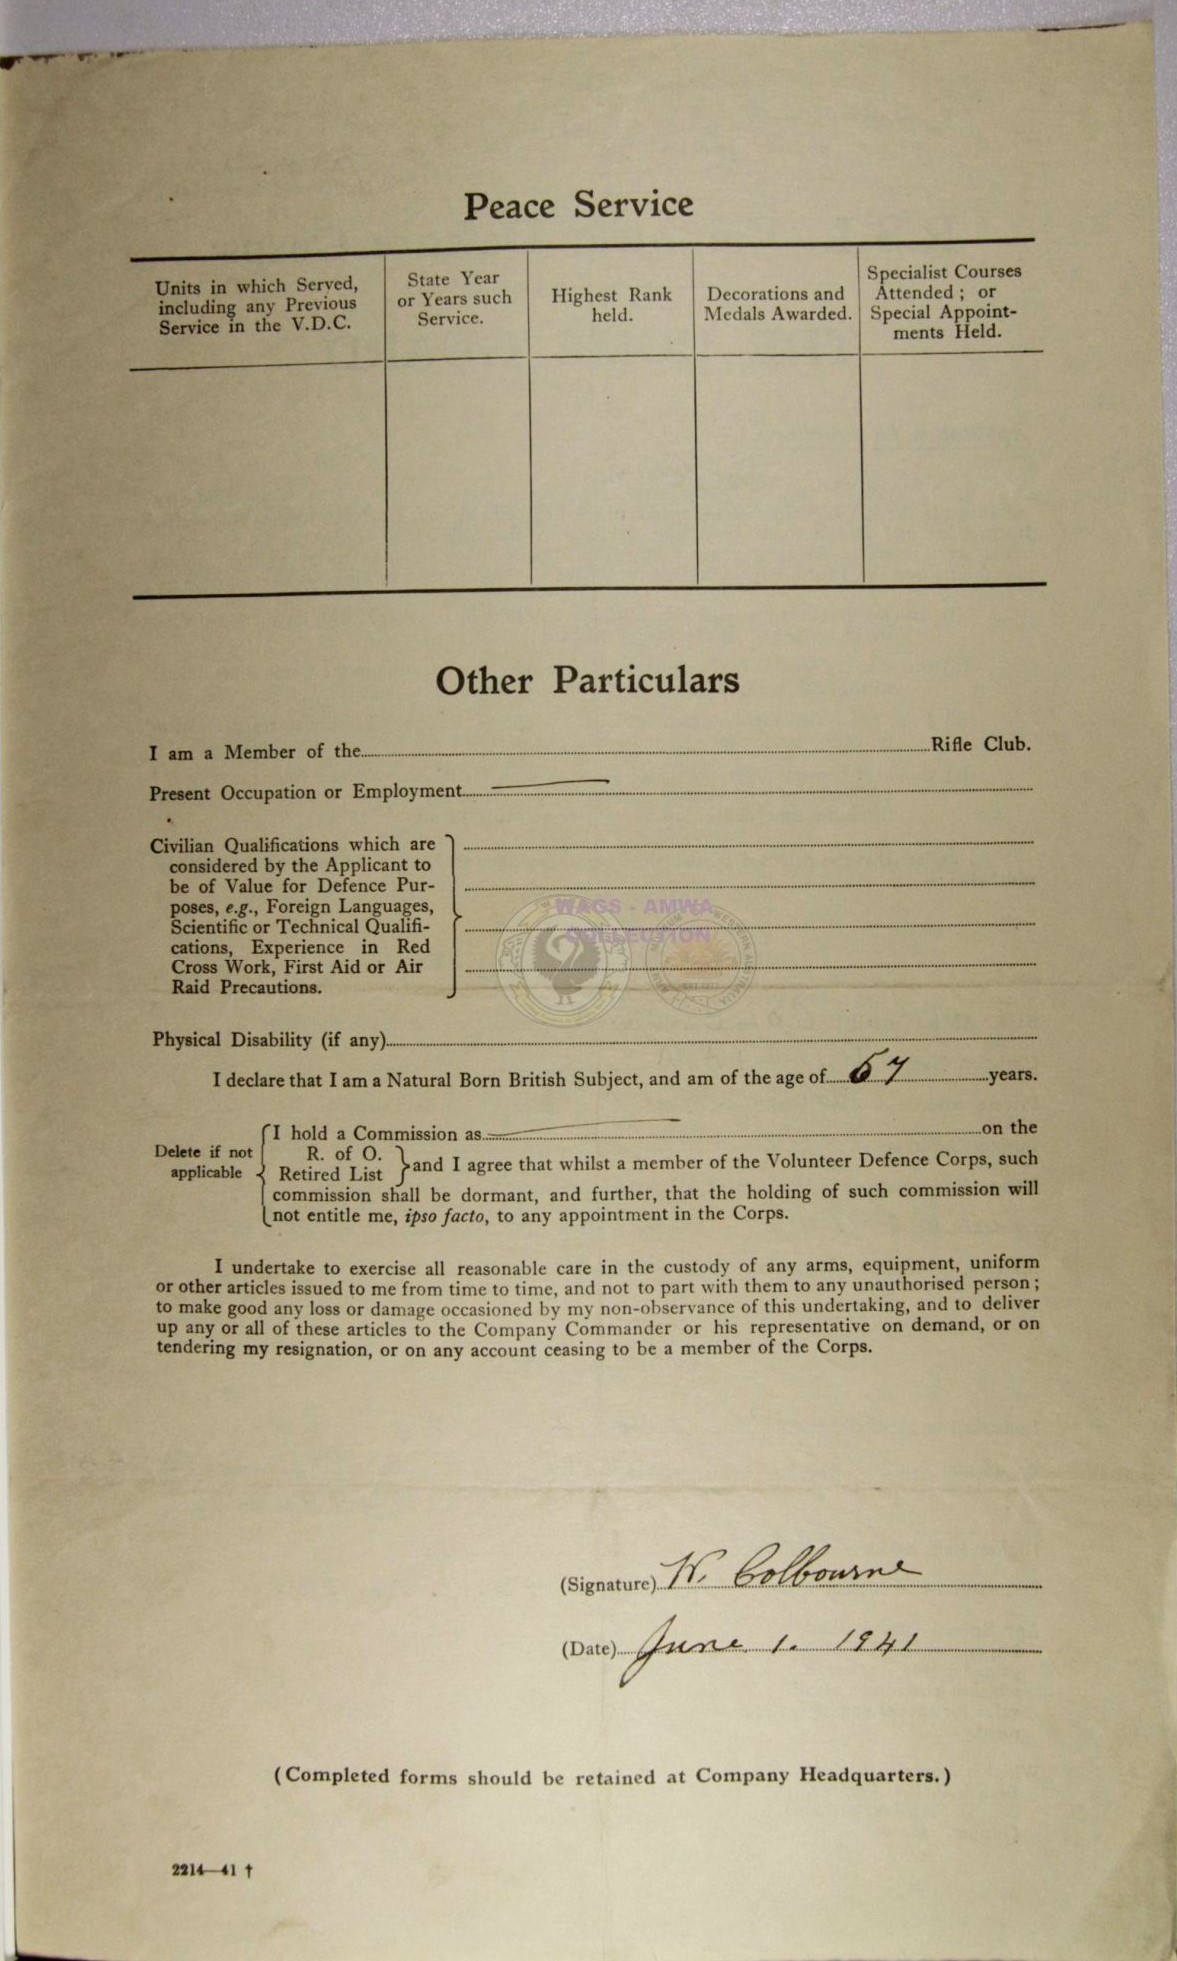 Peace Service
Units in which Served,
including any Previous
Service in the V.D.C.
State Year
or Years such
Service.
Highest Rank
held.
Decorations and
Medals Awarded.
Specialist Courses
Attended ; or
Special Appoint-
ments Held.
Other Particulars
I am a Member of the Rifle Club.
Present Occupation or Employment
Civilian Qualifications which are
considered by the Applicant to
be of Value for Defence Pur-
poses, e.g., Foreign Languages,
Scientific or Technical Qualifi-
cations, Experience in Red
Cross Work, First Aid or Air
Raid Precautions.
WAGS - AMWA
COLLECTION
Physical Disability (if any)
I declare that I am a Natural Born British Subject, and am of the age of 57 years.
Delete if not
applicable
I hold a Commission as on the
R. of O.
Retired List
and I agree that whilst a member of the Volunteer Defence Corps, such
commission shall be dormant, and further, that the holding of such commission will
not entitle me, ipso facto, to any appointment in the Corps.
I undertake to exercise all reasonable care in the custody of any arms, equipment, uniform
or other articles issued to me from time to time, and not to part with them to any unauthorised person ;
to make good any loss or damage occasioned by my non-observance of this undertaking, and to deliver
up any or all of these articles to the Company Commander or his representative on demand, or on
tendering my resignation, or on any account ceasing to be a member of the Corps.
(Signature) W. Colbourne
(Date) June 1. 1941
(Completed forms should be retained at Company Headquarters.)
2214—41 †